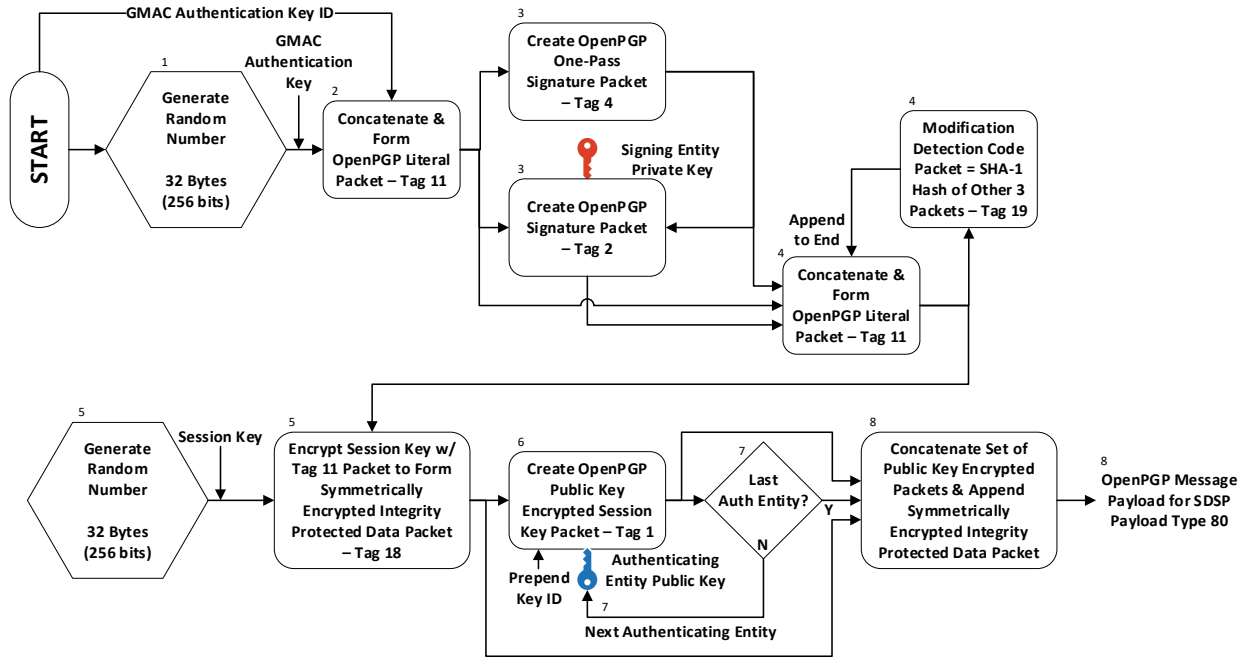 GMAC Authentication Key ID
START
1
Generate
Random
Number
32 Bytes
(256 bits)
GMAC
Authentication
Key
2
Concatenate &
Form
OpenPGP Literal
Packet – Tag 11
3
Create OpenPGP
One-Pass
Signature Packet
– Tag 4
Signing Entity
Private Key
3
Create OpenPGP
Signature Packet
– Tag 2
4
Modification
Detection Code
Packet = SHA-1
Hash of Other 3
Packets – Tag 19
Append
to End
4
Concatenate &
Form
OpenPGP Literal
Packet – Tag 11
5
Generate
Random
Number
32 Bytes
(256 bits)
Session Key
5
Encrypt Session Key w/
Tag 11 Packet to Form
Symmetrically
Encrypted Integrity
Protected Data Packet
– Tag 18
6
Create OpenPGP
Public Key
Encrypted Session
Key Packet – Tag 1
Prepend
Key ID
Authenticating
Entity Public Key
7
Next Authenticating Entity
7
Last
Auth Entity?
Y
N
8
Concatenate Set of
Public Key Encrypted
Packets & Append
Symmetrically
Encrypted Integrity
Protected Data Packet
8
OpenPGP Message
Payload for SDSP
Payload Type 80